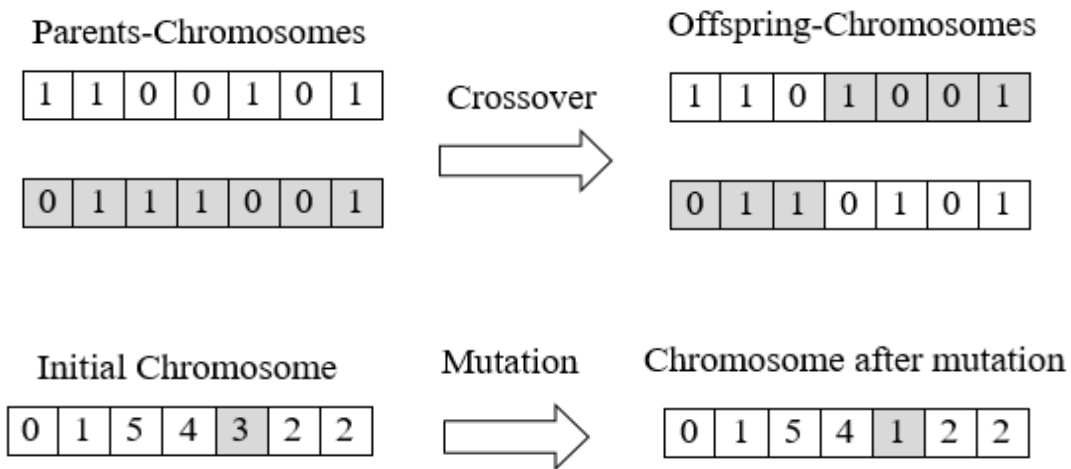 Parents-Chromosomes
Offspring-Chromosomes
1 1 0 0 1 0 1
Crossover
1 1 0 1 0 0 1
0 1 1 1 0 0 1
0 1 1 0 1 0 1
Initial Chromosome
Mutation
Chromosome after mutation
0 1 5 4 3 2 2
0 1 5 4 1 2 2